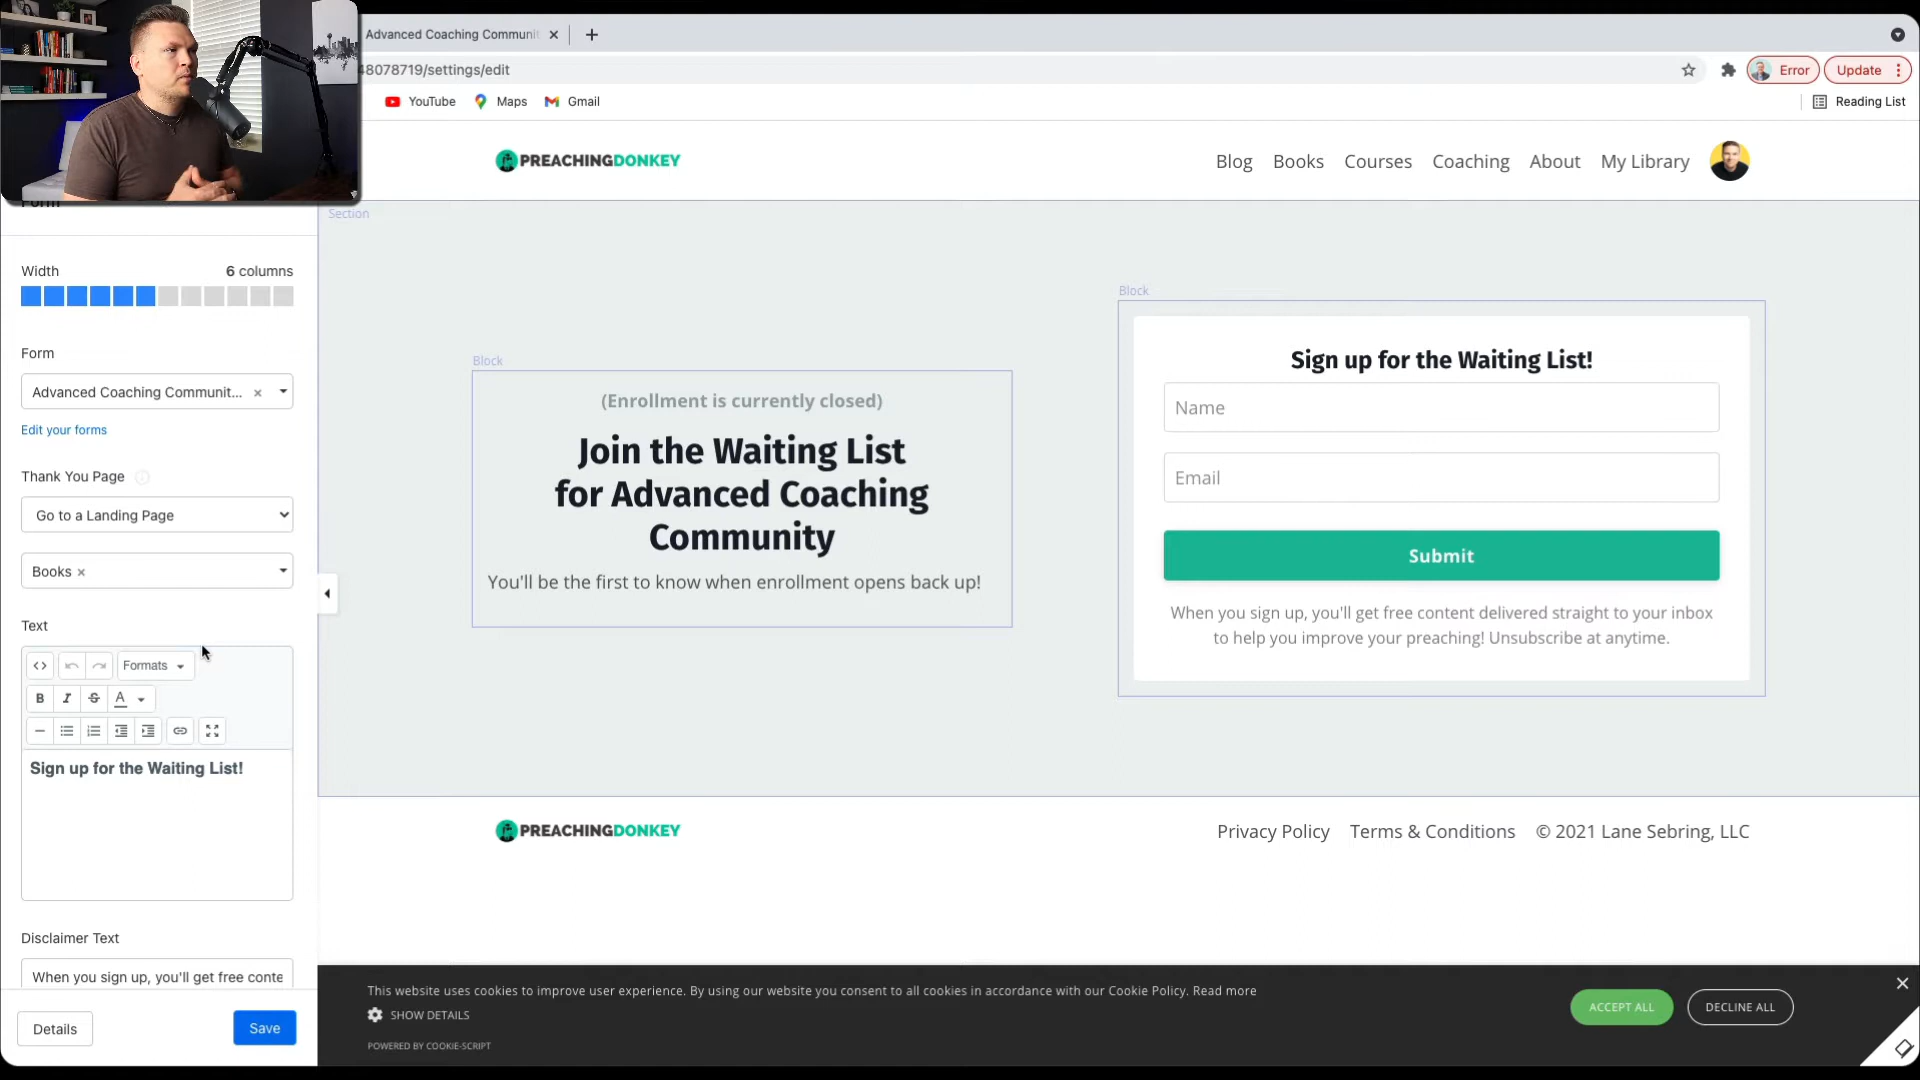 Advanced Coaching Communit
48078719/settings/edit
Error
Update
YouTube
Maps
Gmail
Reading List
PREACHINGDONKEY
Blog
Books
Courses
Coaching
About
My Library
Form
Section
Width
6 columns
Form
Advanced Coaching Communit... ×
Edit your forms
Thank You Page
Go to a Landing Page
Books ×
Text
Formats
B I S A
Sign up for the Waiting List!
Disclaimer Text
When you sign up, you'll get free conte
Details
Save
Block
(Enrollment is currently closed)
Join the Waiting List
for Advanced Coaching
Community
You'll be the first to know when enrollment opens back up!
Block
Sign up for the Waiting List!
Name
Email
Submit
When you sign up, you'll get free content delivered straight to your inbox
to help you improve your preaching! Unsubscribe at anytime.
PREACHINGDONKEY
Privacy Policy
Terms & Conditions
© 2021 Lane Sebring, LLC
This website uses cookies to improve user experience. By using our website you consent to all cookies in accordance with our Cookie Policy. Read more
SHOW DETAILS
POWERED BY COOKIE-SCRIPT
ACCEPT ALL
DECLINE ALL